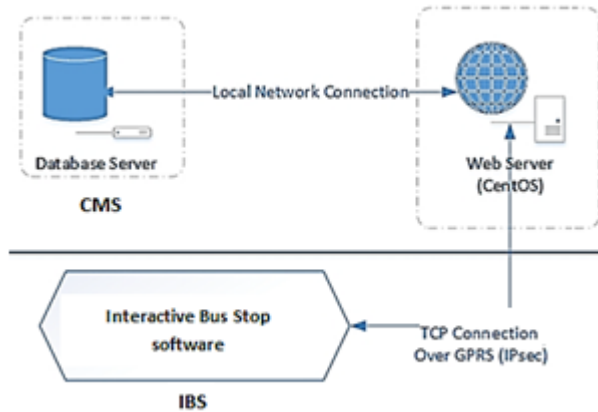 Local Network Connection
Database Server
Web Server
(CentOS)
CMS
Interactive Bus Stop
software
TCP Connection
Over GPRS (IPsec)
IBS